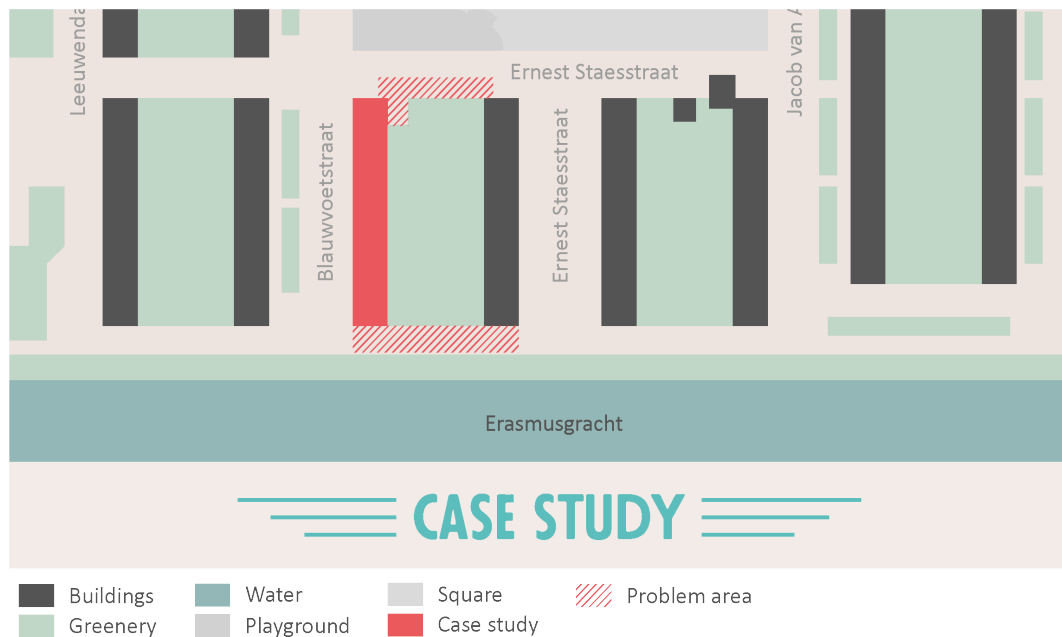 Leeuwenda
Ernest Staesstraat
Jacob van A
Blauwvoetstraat
Ernest Staesstraat
Erasmusgracht
CASE STUDY
Buildings
Water
Square
Problem area
Greenery
Playground
Case study